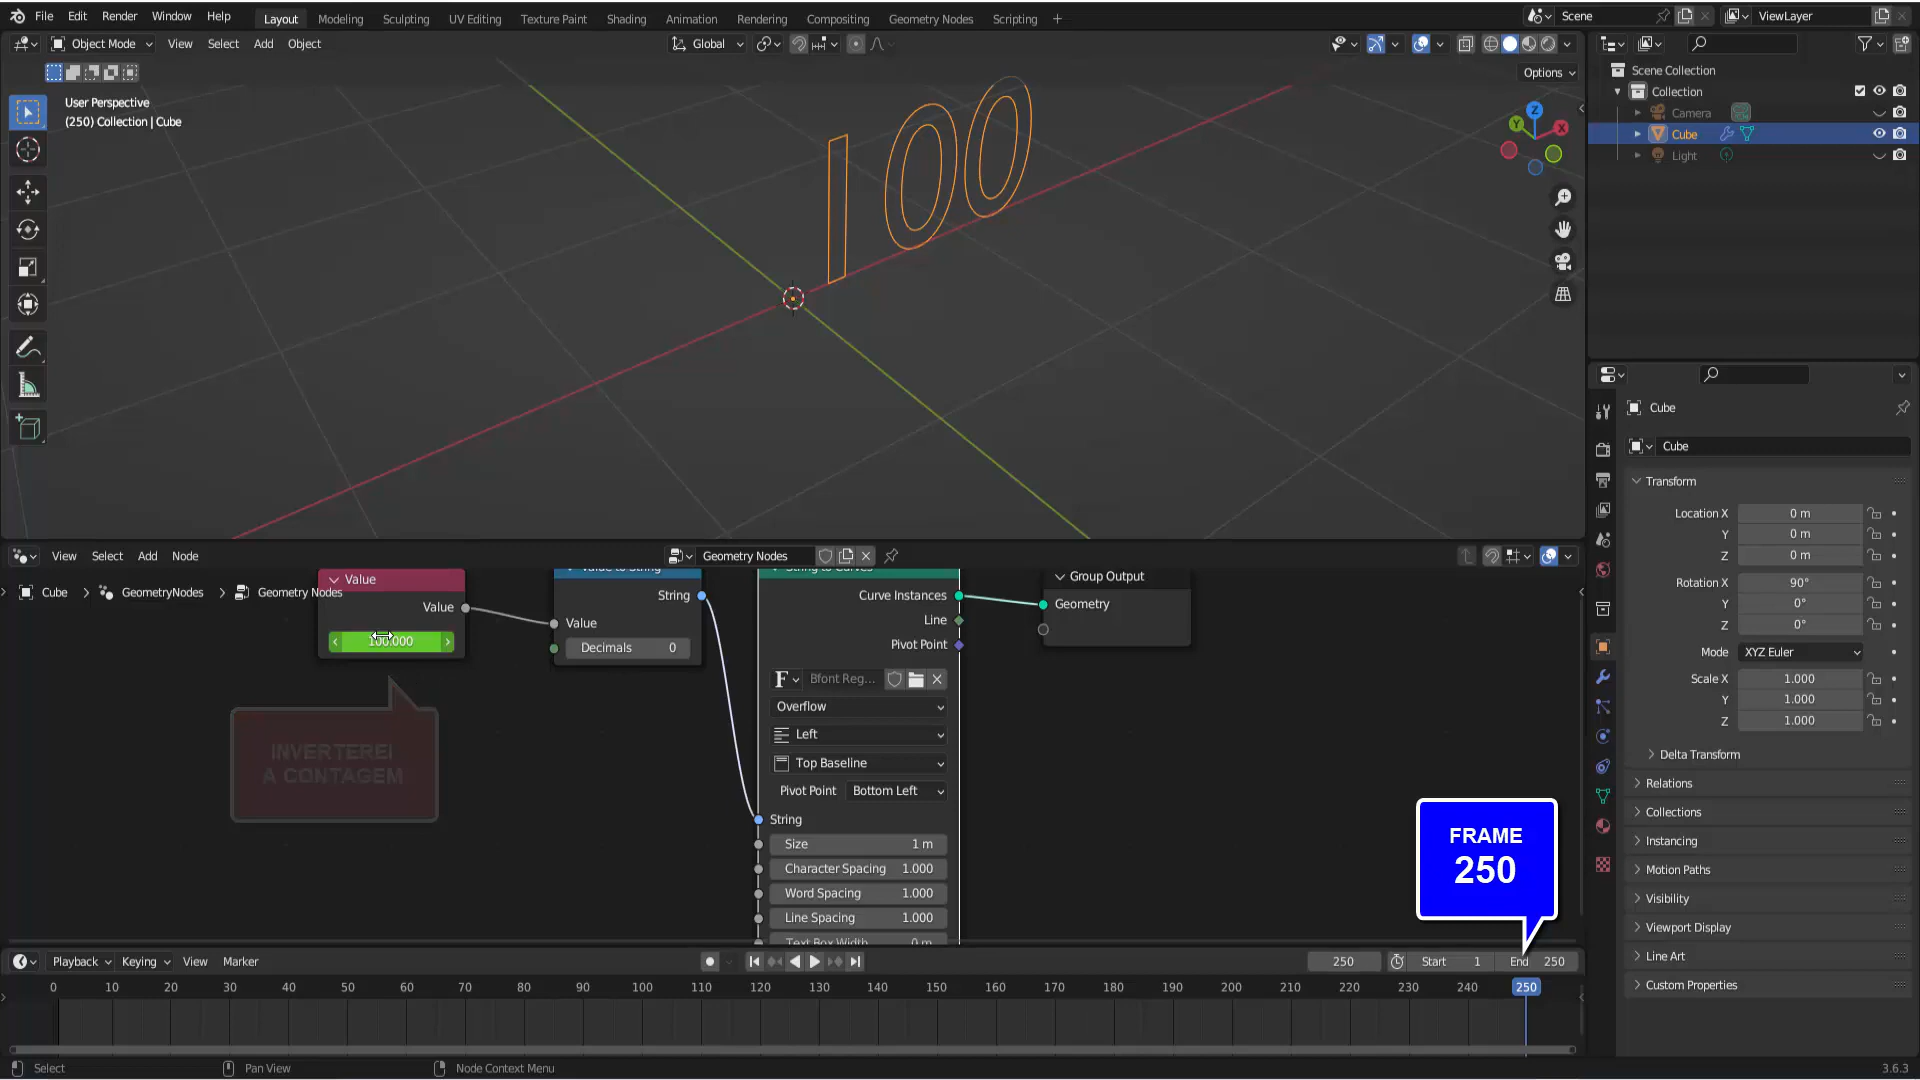 File Edit Render Window Help Layout Modeling Sculpting UV Editing Texture Paint Shading Animation Rendering Compositing Geometry Nodes Scripting + Scene ViewLayer
Object Mode View Select Add Object Global
Options
User Perspective
(250) Collection | Cube
100
Z
Y
X
Scene Collection
Collection
Camera
Cube
Light
View Select Add Node Geometry Nodes
Cube > GeometryNodes > Geometry Nodes
Value
Value
100.000
String
Value
Decimals 0
Curve Instances
Line
Pivot Point
F Bfont Reg...
Overflow
Left
Top Baseline
Pivot Point Bottom Left
String
Size 1 m
Character Spacing 1.000
Word Spacing 1.000
Line Spacing 1.000
Group Output
Geometry
INVERTEREI
A CONTAGEM
FRAME
250
Cube
Cube
Transform
Location X 0 m
Y 0 m
Z 0 m
Rotation X 90°
Y 0°
Z 0°
Mode XYZ Euler
Scale X 1.000
Y 1.000
Z 1.000
Delta Transform
Relations
Collections
Instancing
Motion Paths
Visibility
Viewport Display
Line Art
Custom Properties
Playback Keying View Marker 250 Start 1 End 250
0 10 20 30 40 50 60 70 80 90 100 110 120 130 140 150 160 170 180 190 200 210 220 230 240 250
Select Pan View Node Context Menu 3.6.3